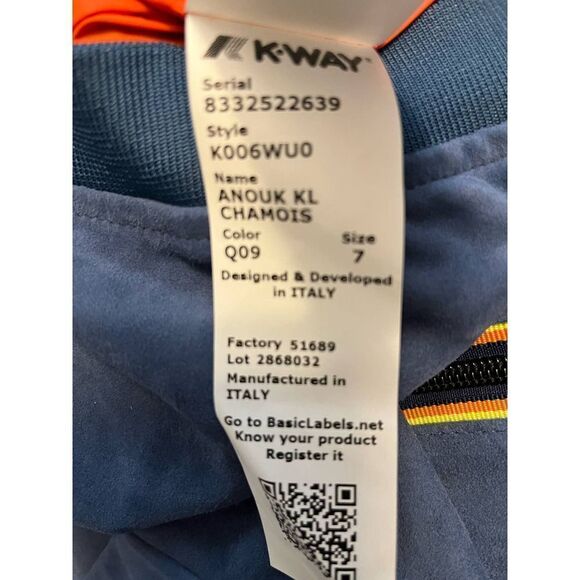 K-WAY™
Serial
8332522639
Style
K006WU0
Name
ANOUK KL
CHAMOIS
Color Size
Q09 7
Designed & Developed
in ITALY
Factory 51689
Lot 2868032
Manufactured in
ITALY
Go to BasicLabels.net
Know your product
Register it